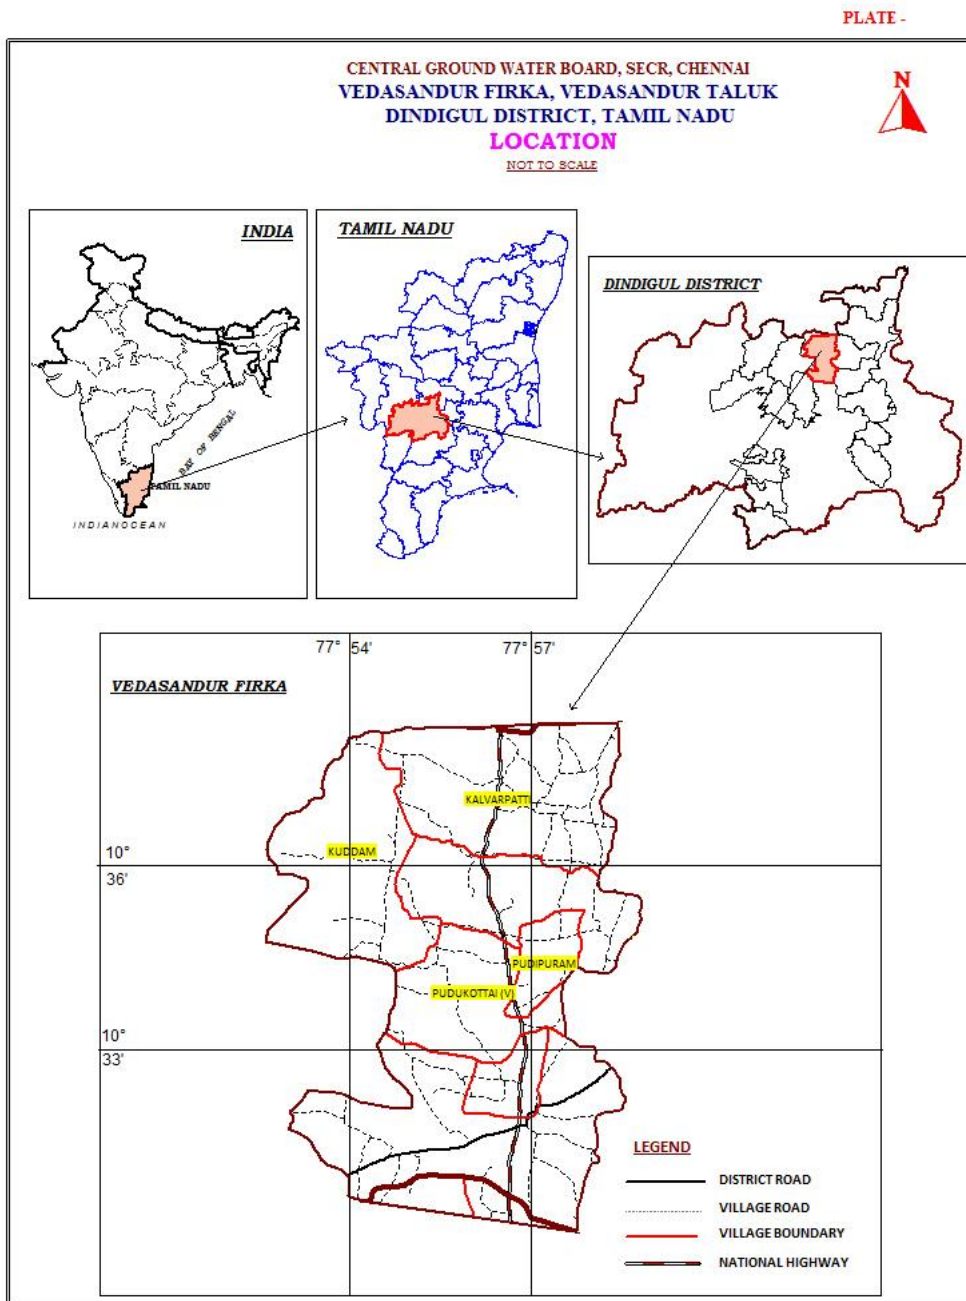 PLATE -
CENTRAL GROUND WATER BOARD, SECR, CHENNAI
VEDASANDUR FIRKA, VEDASANDUR TALUK
DINDIGUL DISTRICT, TAMIL NADU
LOCATION
NOT TO SCALE
N
INDIA
BAY OF BENGAL
TAMIL NADU
INDIANOCEAN
TAMIL NADU
DINDIGUL DISTRICT
VEDASANDUR FIRKA
77° 54'
77° 57'
KALVARPATTI
KUDDAM
10°
36'
PUDIPURAM
PUDUKOTTAI (V)
10°
33'
LEGEND
DISTRICT ROAD
VILLAGE ROAD
VILLAGE BOUNDARY
NATIONAL HIGHWAY